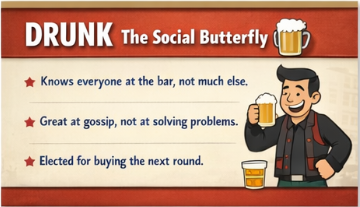 DRUNK The Social Butterfly
Knows everyone at the bar, not much else.
Great at gossip, not at solving problems.
Elected for buying the next round.